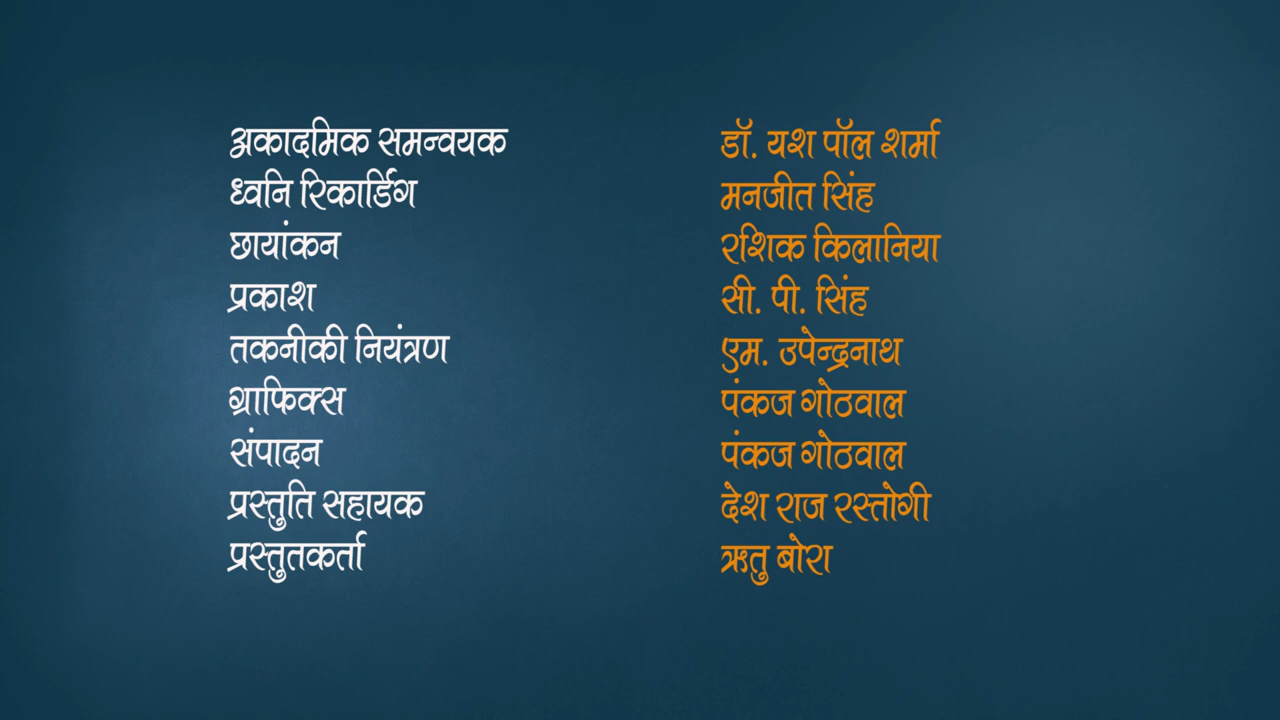 अकादमिक समन्वयक डॉ. यश पॉल शर्मा
ध्वनि रिकार्डिंग मनजीत सिंह
छायांकन रशिक किलानिया
प्रकाश सी. पी. सिंह
तकनीकी नियंत्रण एम. उपेन्द्रनाथ
ग्राफिक्स पंकज गोठवाल
संपादन पंकज गोठवाल
प्रस्तुति सहायक देश राज रस्तोगी
प्रस्तुतकर्ता ऋतु बोरा